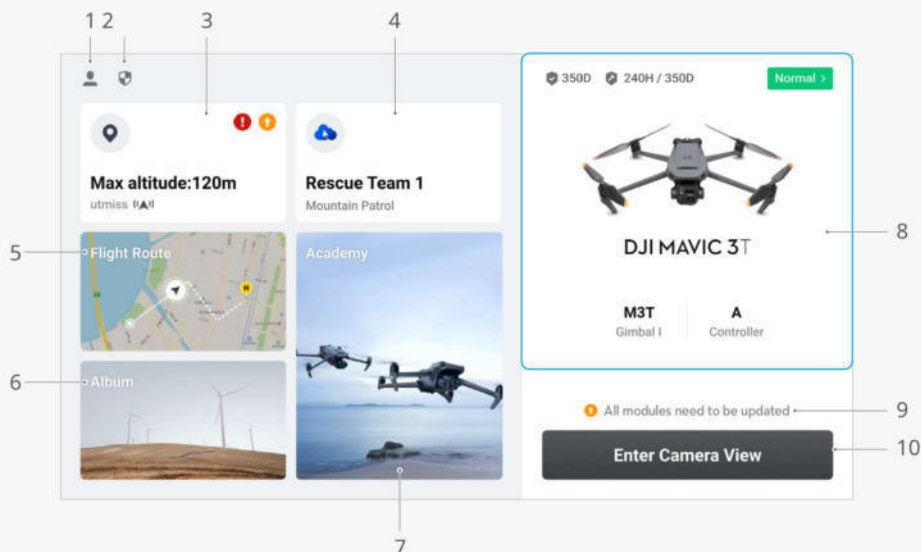 1 2
3
4
350D 240H / 350D
Normal >
Max altitude:120m
utmiss
Rescue Team 1
Mountain Patrol
5
Flight Route
Academy
DJI MAVIC 3T
8
M3T
A
Gimbal I
Controller
6
Album
All modules need to be updated
9
Enter Camera View
10
7